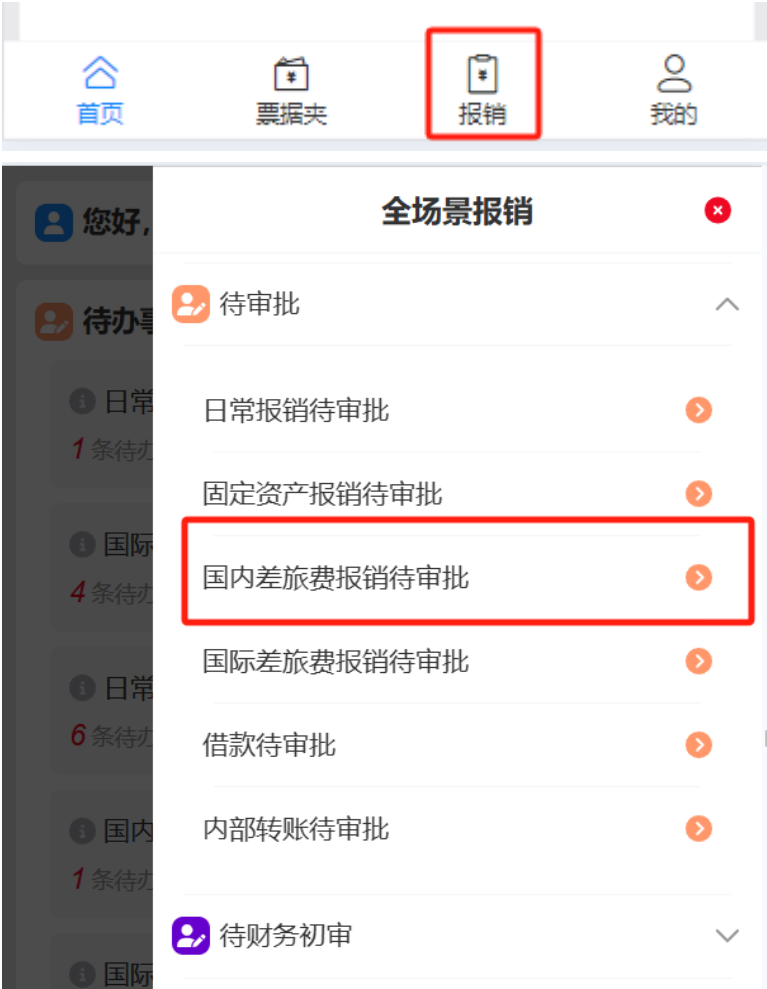 首页
票据夹
报销
我的
全场景报销
您好,
待办事
待审批
日常
1 条待办
日常报销待审批
固定资产报销待审批
国际
4 条待办
国内差旅费报销待审批
国际差旅费报销待审批
日常
6 条待办
借款待审批
内部转账待审批
国内
1 条待办
待财务初审
国际